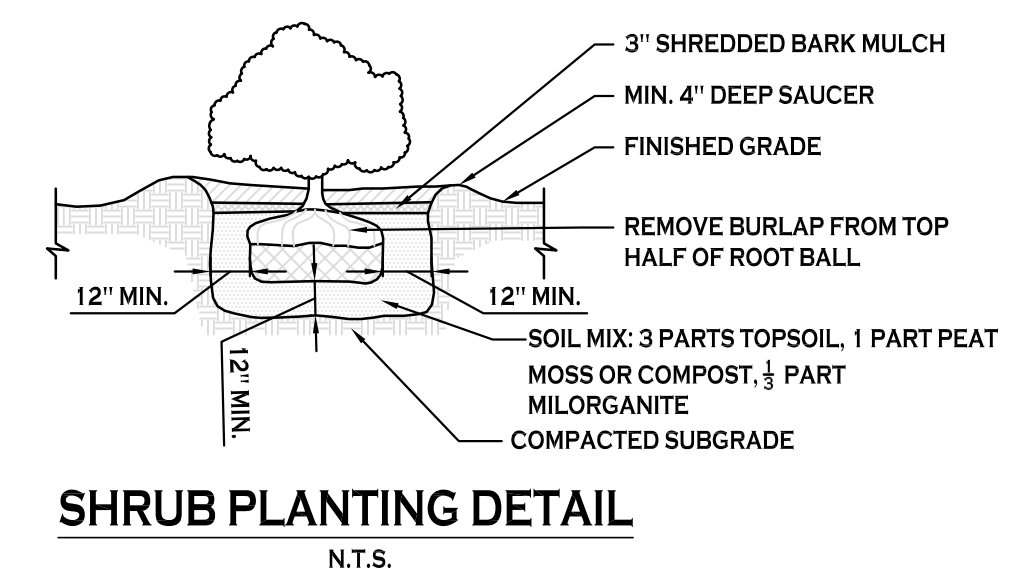 3" SHREDDED BARK MULCH
MIN. 4" DEEP SAUCER
FINISHED GRADE
REMOVE BURLAP FROM TOP
HALF OF ROOT BALL
12" MIN.
12" MIN.
12" MIN.
SOIL MIX: 3 PARTS TOPSOIL, 1 PART PEAT
MOSS OR COMPOST, 1/3 PART
MILORGANITE
COMPACTED SUBGRADE
SHRUB PLANTING DETAIL
N.T.S.